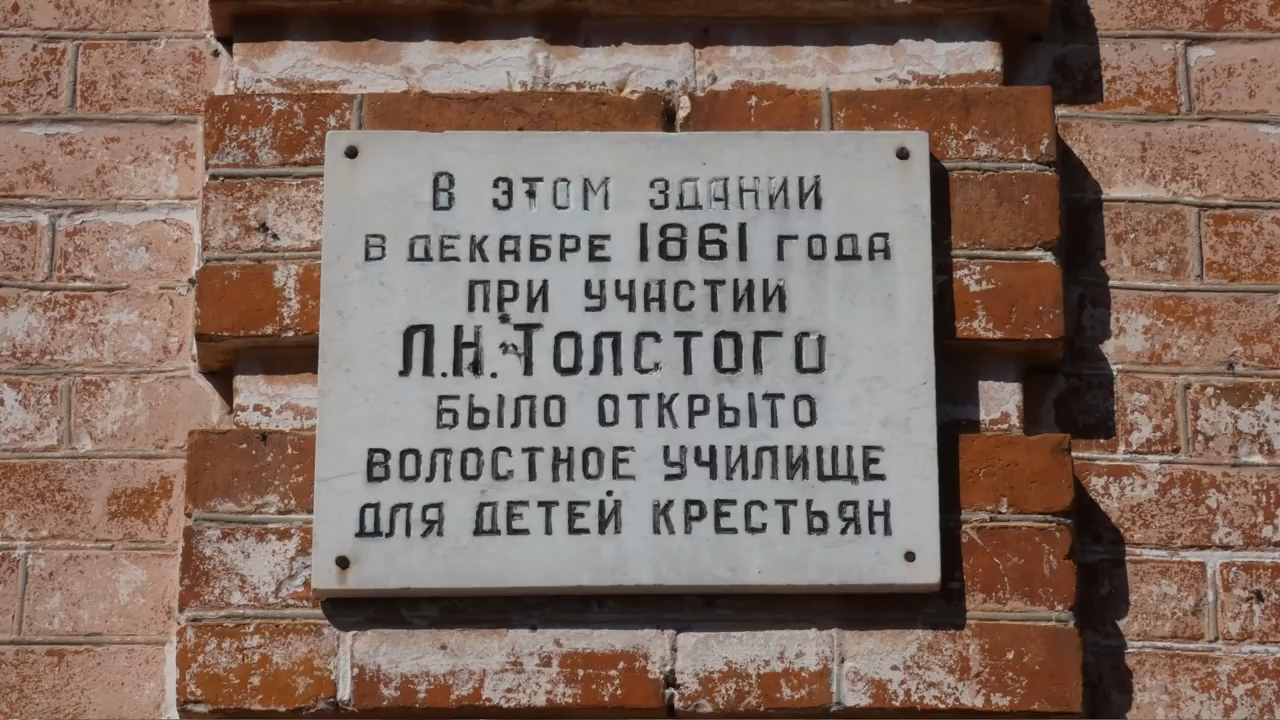 В ЭТОМ ЗДАНИИ
В ДЕКАБРЕ 1861 ГОДА
ПРИ УЧАСТИИ
Л.Н.ТОЛСТОГО
БЫЛО ОТКРЫТО
ВОЛОСТНОЕ УЧИЛИЩЕ
ДЛЯ ДЕТЕЙ КРЕСТЬЯН